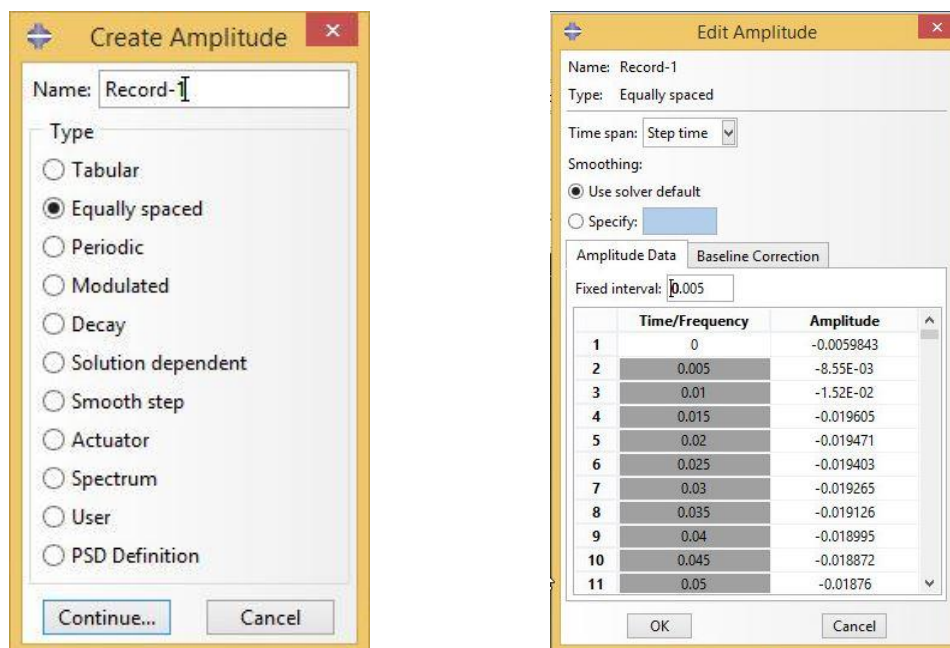 Create Amplitude
Name: Record-1
Type
Tabular
Equally spaced
Periodic
Modulated
Decay
Solution dependent
Smooth step
Actuator
Spectrum
User
PSD Definition
Continue... Cancel
Edit Amplitude
Name: Record-1
Type: Equally spaced
Time span: Step time
Smoothing:
Use solver default
Specify:
Amplitude Data Baseline Correction
Fixed interval: 0.005
Time/Frequency Amplitude
1 0 -0.0059843
2 0.005 -8.55E-03
3 0.01 -1.52E-02
4 0.015 -0.019605
5 0.02 -0.019471
6 0.025 -0.019403
7 0.03 -0.019265
8 0.035 -0.019126
9 0.04 -0.018995
10 0.045 -0.018872
11 0.05 -0.01876
OK Cancel